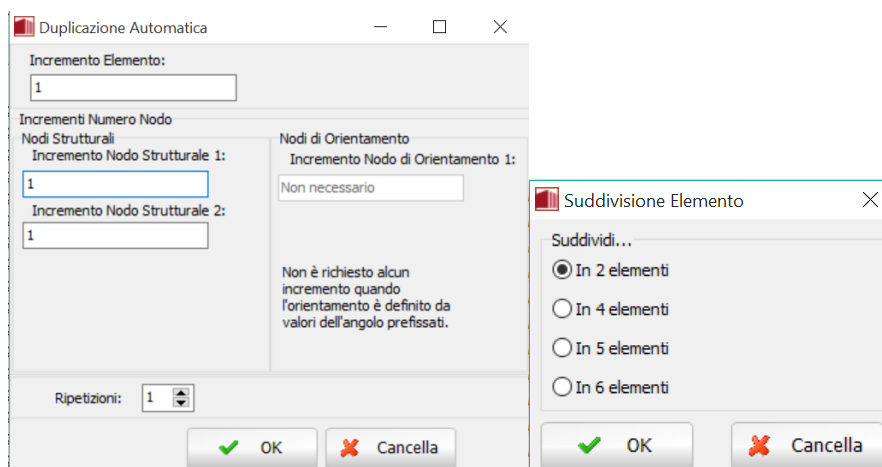 Duplicazione Automatica
Incremento Elemento:
1
Incrementi Numero Nodo
Nodi Strutturali
Incremento Nodo Strutturale 1:
1
Incremento Nodo Strutturale 2:
1
Nodi di Orientamento
Incremento Nodo di Orientamento 1:
Non necessario
Non è richiesto alcun
incremento quando
l'orientamento è definito da
valori dell'angolo prefissati.
Ripetizioni: 1
OK Cancella
Suddivisione Elemento
Suddividi...
In 2 elementi
In 4 elementi
In 5 elementi
In 6 elementi
OK Cancella